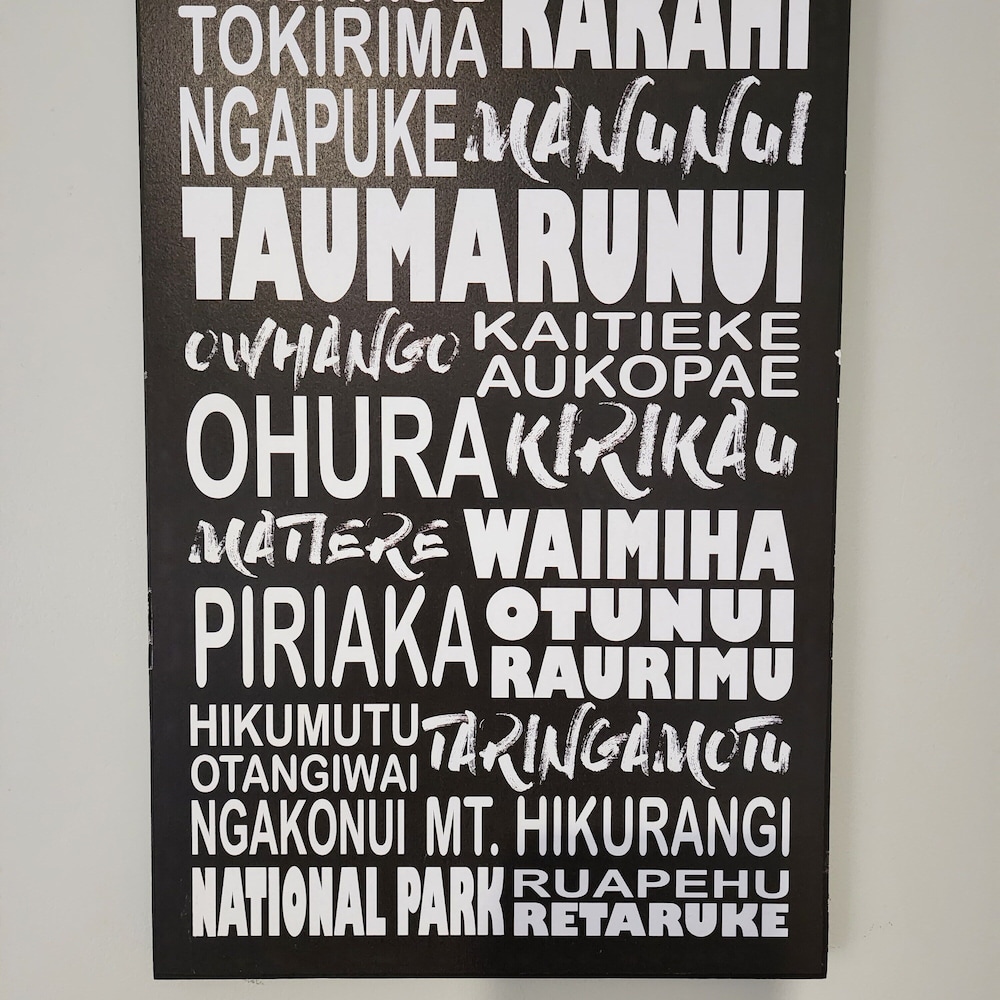 TOKIRIMA
KAKAHI
NGAPUKE MANUNUI
TAUMARUNUI
OWHANGO KAITIEKE
AUKOPAE
OHURA KIRIKAU
MATIERE WAIMIHA
PIRIAKA OTUNUI
RAURIMU
HIKUMUTU TARINGAMOTU
OTANGIWAI
NGAKONUI MT. HIKURANGI
NATIONAL PARK RUAPEHU
RETARUKE